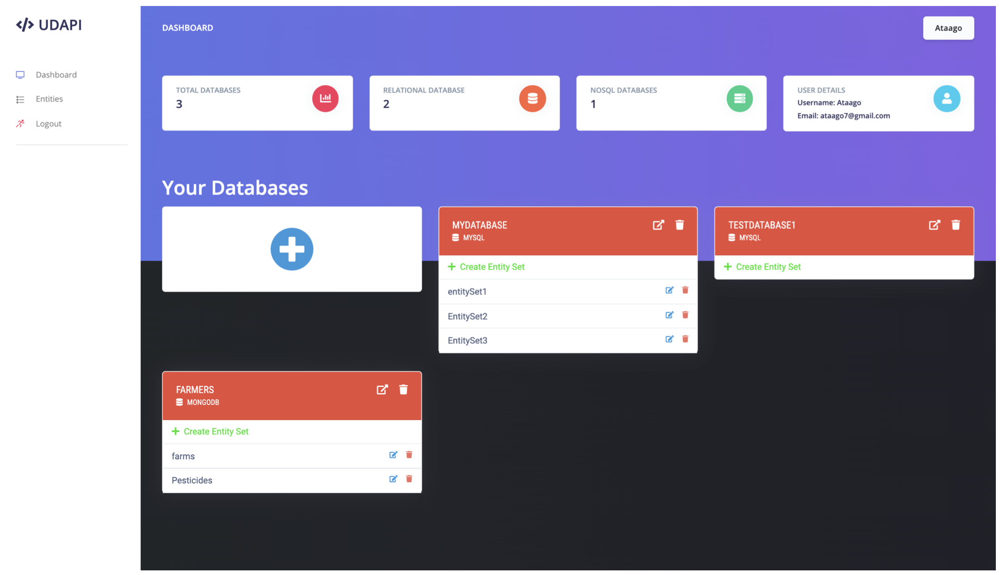 </> UDAPI
Dashboard
Entities
Logout
DASHBOARD
Ataago
TOTAL DATABASES
3
RELATIONAL DATABASE
2
NOSQL DATABASES
1
USER DETAILS
Username: Ataago
Email: ataago7@gmail.com
Your Databases
MYDATABASE
MYSQL
Create Entity Set
entitySet1
EntitySet2
EntitySet3
TESTDATABASE1
MYSQL
Create Entity Set
FARMERS
MONGODB
Create Entity Set
farms
Pesticides